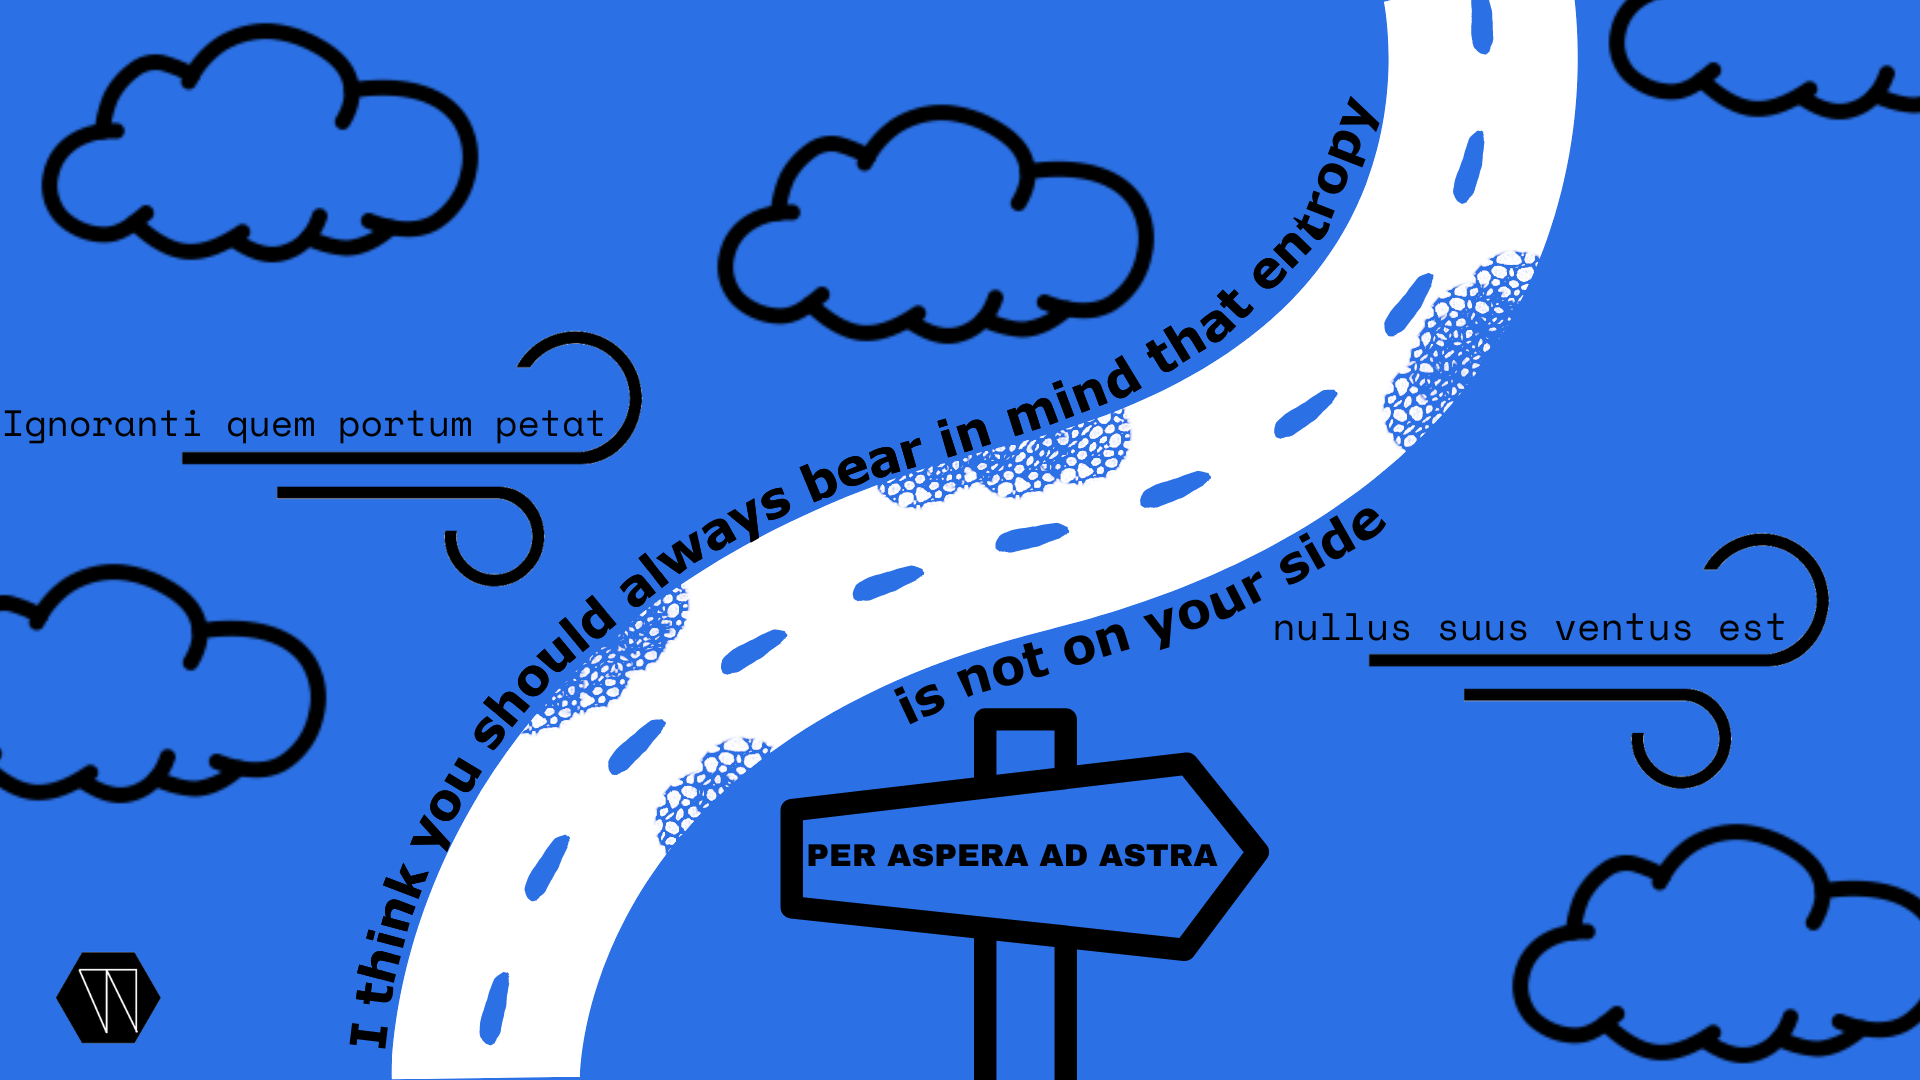 I think you should always bear in mind that entropy
is not on your side
Ignoranti quem portum petat
nullus suus ventus est
PER ASPERA AD ASTRA